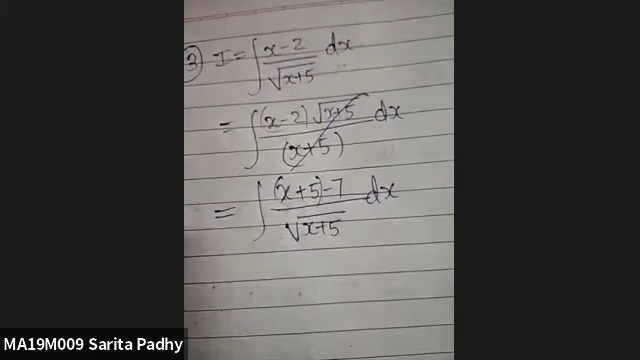 ③ I = ∫ (x-2)/√(x+5) dx
= ∫ (x-2)√(x+5)/(x+5) dx
= ∫ ((x+5)-7)/√(x+5) dx
MA19M009 Sarita Padhy